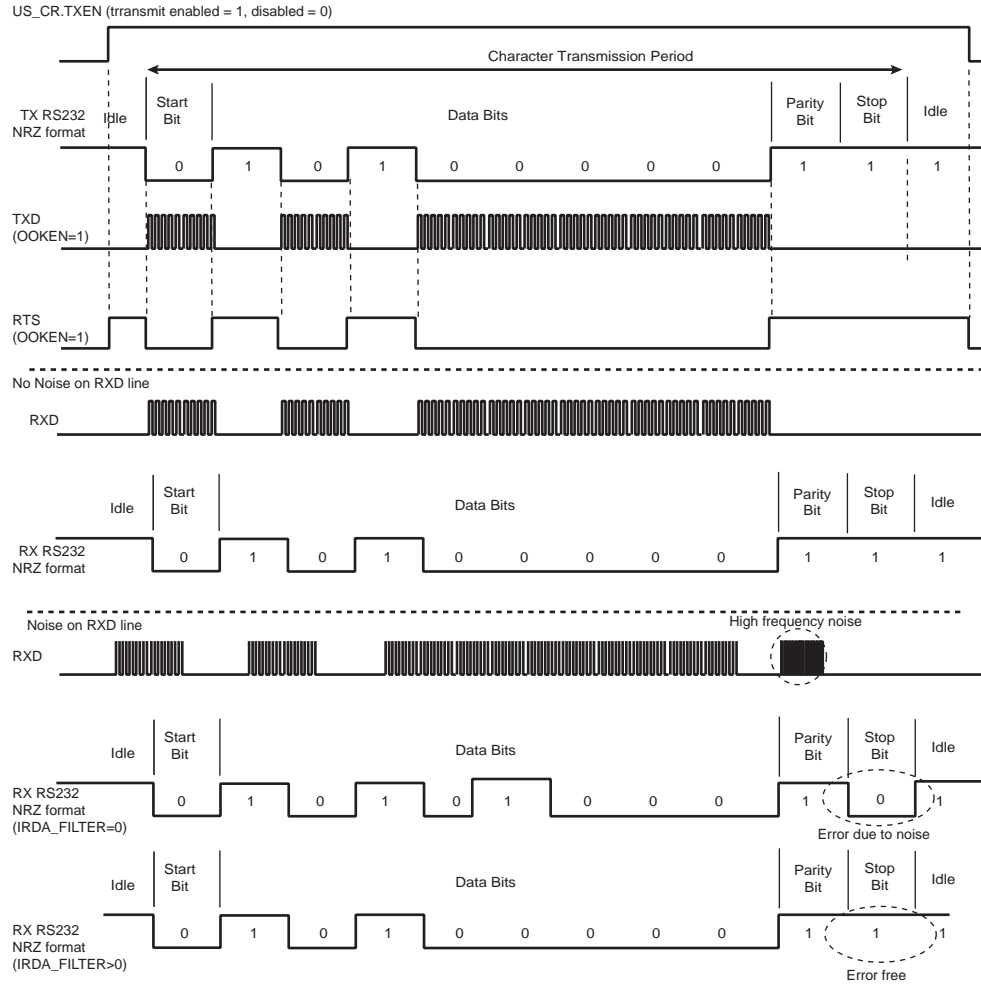 US_CR.TXEN (trransmit enabled = 1, disabled = 0)
Character Transmission Period
TX RS232
NRZ format
Idle
Start
Bit
Data Bits
Parity
Bit
Stop
Bit
Idle
0 1 0 1 0 0 0 0 0 1 1 1
TXD
(OOKEN=1)
RTS
(OOKEN=1)
No Noise on RXD line
RXD
Idle
Start
Bit
Data Bits
Parity
Bit
Stop
Bit
Idle
RX RS232
NRZ format
0 1 0 1 0 0 0 0 0 1 1 1
Noise on RXD line
High frequency noise
RXD
Idle
Start
Bit
Data Bits
Parity
Bit
Stop
Bit
Idle
RX RS232
NRZ format
(IRDA_FILTER=0)
0 1 0 1 0 1 0 0 0 1 0 1
Error due to noise
Idle
Start
Bit
Data Bits
Parity
Bit
Stop
Bit
Idle
RX RS232
NRZ format
(IRDA_FILTER>0)
0 1 0 1 0 0 0 0 0 1 1 1
Error free